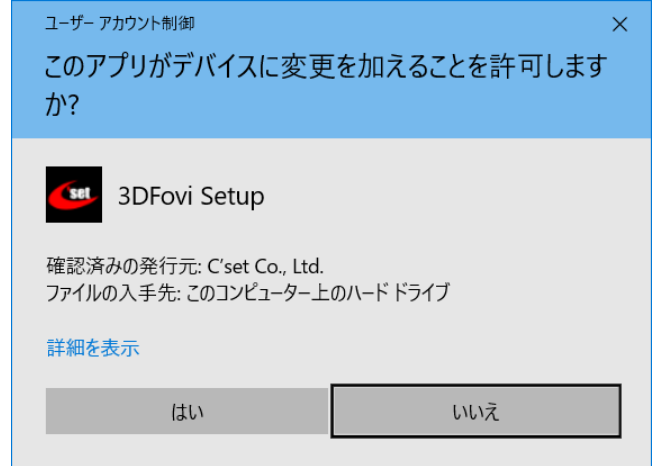 ユーザー アカウント制御
このアプリがデバイスに変更を加えることを許可します
か?
Cset
3DFovi Setup
確認済みの発行元: C'set Co., Ltd.
ファイルの入手先: このコンピューター上のハード ドライブ
詳細を表示
はい
いいえ